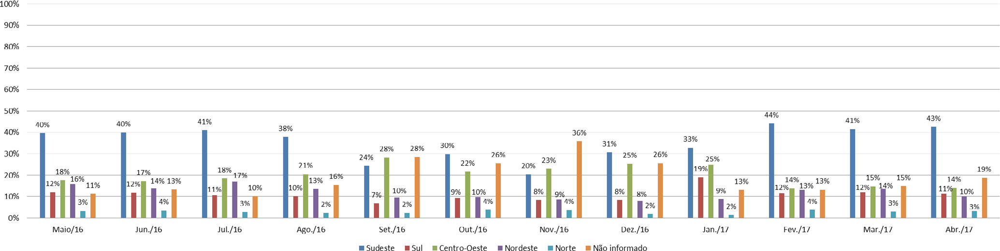 100%
90%
80%
70%
60%
50%
40%
30%
20%
10%
0%
40% 12% 18% 16% 3% 11%
40% 12% 17% 14% 4% 13%
41% 11% 18% 17% 3% 10%
38% 10% 21% 13% 2% 16%
24% 7% 28% 10% 2% 28%
30% 9% 22% 10% 4% 26%
20% 8% 23% 9% 4% 36%
31% 8% 25% 8% 2% 26%
33% 19% 25% 9% 2% 13%
44% 12% 14% 13% 4% 13%
41% 12% 15% 14% 3% 15%
43% 11% 14% 10% 3% 19%
Maio/16 Jun./16 Jul./16 Ago./16 Set./16 Out./16 Nov./16 Dez./16 Jan./17 Fev./17 Mar./17 Abr./17
Sudeste Sul Centro-Oeste Nordeste Norte Não informado